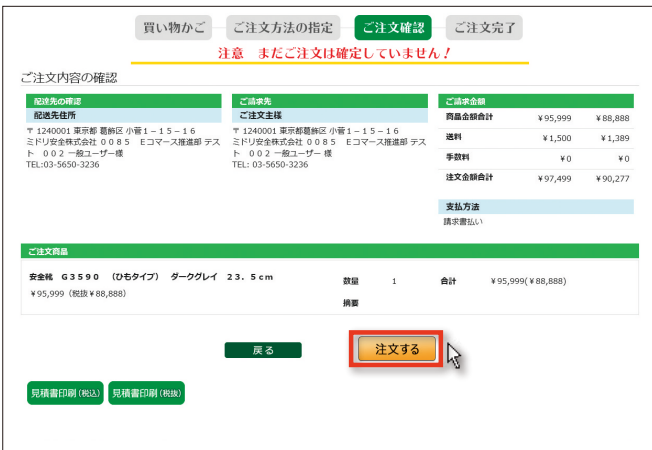 買い物かご ご注文方法の指定 ご注文確認 ご注文完了
注意 まだご注文は確定していません！
ご注文内容の確認
配達先の確認
配送先住所
〒 1240001 東京都 葛飾区 小菅１－１５－１６
ミドリ安全株式会社 ００８５ Ｅコマース推進部 テス
ト ００２ 一般ユーザー様
TEL:03-5650-3236
ご請求先
ご注文主様
〒 1240001 東京都葛飾区 小菅１－１５－１６
ミドリ安全株式会社 ００８５ Ｅコマース推進部 テス
ト ００２ 一般ユーザー 様
TEL: 03-5650-3236
ご請求金額
商品金額合計 ¥95,999 ¥88,888
送料 ¥1,500 ¥1,389
手数料 ¥0 ¥0
注文金額合計 ¥97,499 ¥90,277
支払方法
請求書払い
ご注文商品
安全靴 Ｇ３５９０ （ひもタイプ） ダークグレイ ２３．５ｃｍ
¥95,999（税抜¥88,888）
数量 1 合計 ¥95,999(¥88,888)
摘要
戻る 注文する
見積書印刷(税込) 見積書印刷(税抜)